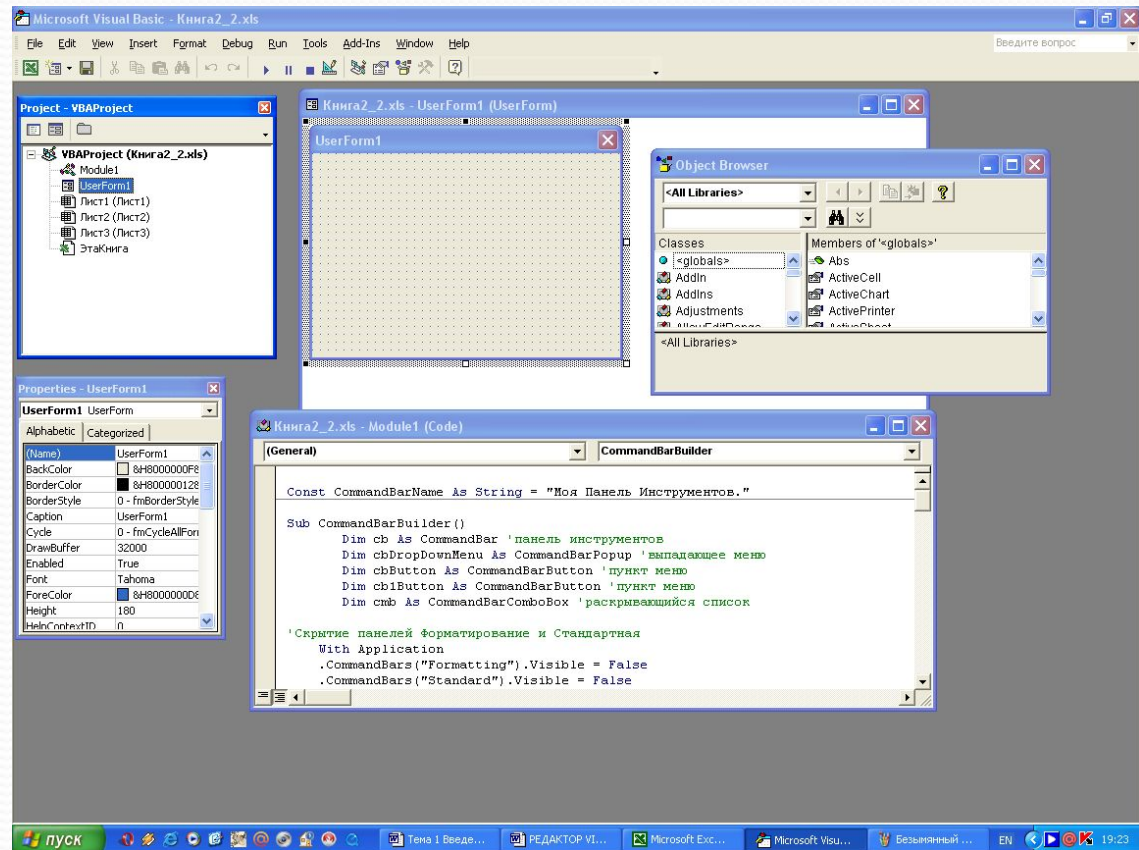 Microsoft Visual Basic - Книга2_2.xls
File Edit View Insert Format Debug Run Tools Add-Ins Window Help
Введите вопрос
Project - VBAProject
VBAProject (Книга2_2.xls)
Module1
UserForm1
Лист1 (Лист1)
Лист2 (Лист2)
Лист3 (Лист3)
ЭтаКнига
Книга2_2.xls - UserForm1 (UserForm)
UserForm1
Object Browser
<All Libraries>
Classes
<globals>
AddIn
AddIns
Adjustments
AllowEditRange
Members of '<globals>'
Abs
ActiveCell
ActiveChart
ActivePrinter
ActiveSheet
<All Libraries>
Properties - UserForm1
UserForm1 UserForm
Alphabetic Categorized
(Name) UserForm1
BackColor &H8000000F&
BorderColor &H80000012&
BorderStyle 0 - fmBorderStyle
Caption UserForm1
Cycle 0 - fmCycleAllFor
DrawBuffer 32000
Enabled True
Font Tahoma
ForeColor &H8000000D&
Height 180
HelpContextID 0
Книга2_2.xls - Module1 (Code)
(General) CommandBarBuilder
Const CommandBarName As String = "Моя Панель Инструментов."
Sub CommandBarBuilder()
Dim cb As CommandBar 'панель инструментов
Dim cbDropDownMenu As CommandBarPopup 'выпадающее меню
Dim cbButton As CommandBarButton 'пункт меню
Dim cb1Button As CommandBarButton 'пункт меню
Dim cmb As CommandBarComboBox 'раскрывающийся список
'Скрытие панелей Форматирование и Стандартная
With Application
.CommandBars("Formatting").Visible = False
.CommandBars("Standard").Visible = False
пуск
Тема 1 Введе...
РЕДАКТОР VI...
Microsoft Exc...
Microsoft Visu...
Безымянный ...
EN
19:23